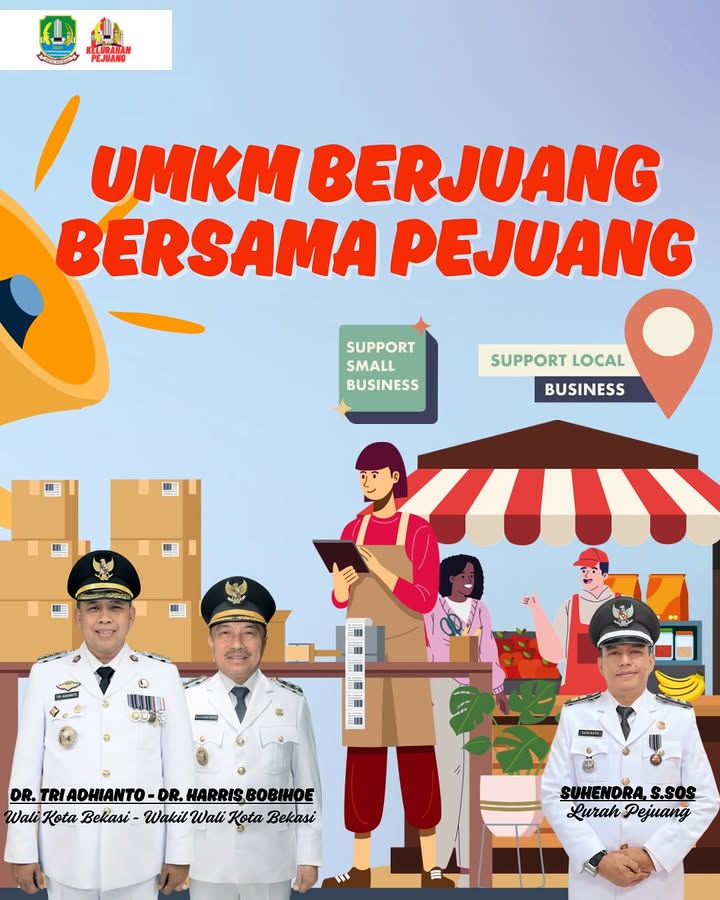 KELURAHAN
PEJUANG
UMKM BERJUANG
BERSAMA PEJUANG
SUPPORT
SMALL
BUSINESS
SUPPORT LOCAL
BUSINESS
DR. TRI ADHIANTO - DR. HARRIS BOBIHOE
Wali Kota Bekasi - Wakil Wali Kota Bekasi
SUHENDRA, S.SOS
Lurah Pejuang